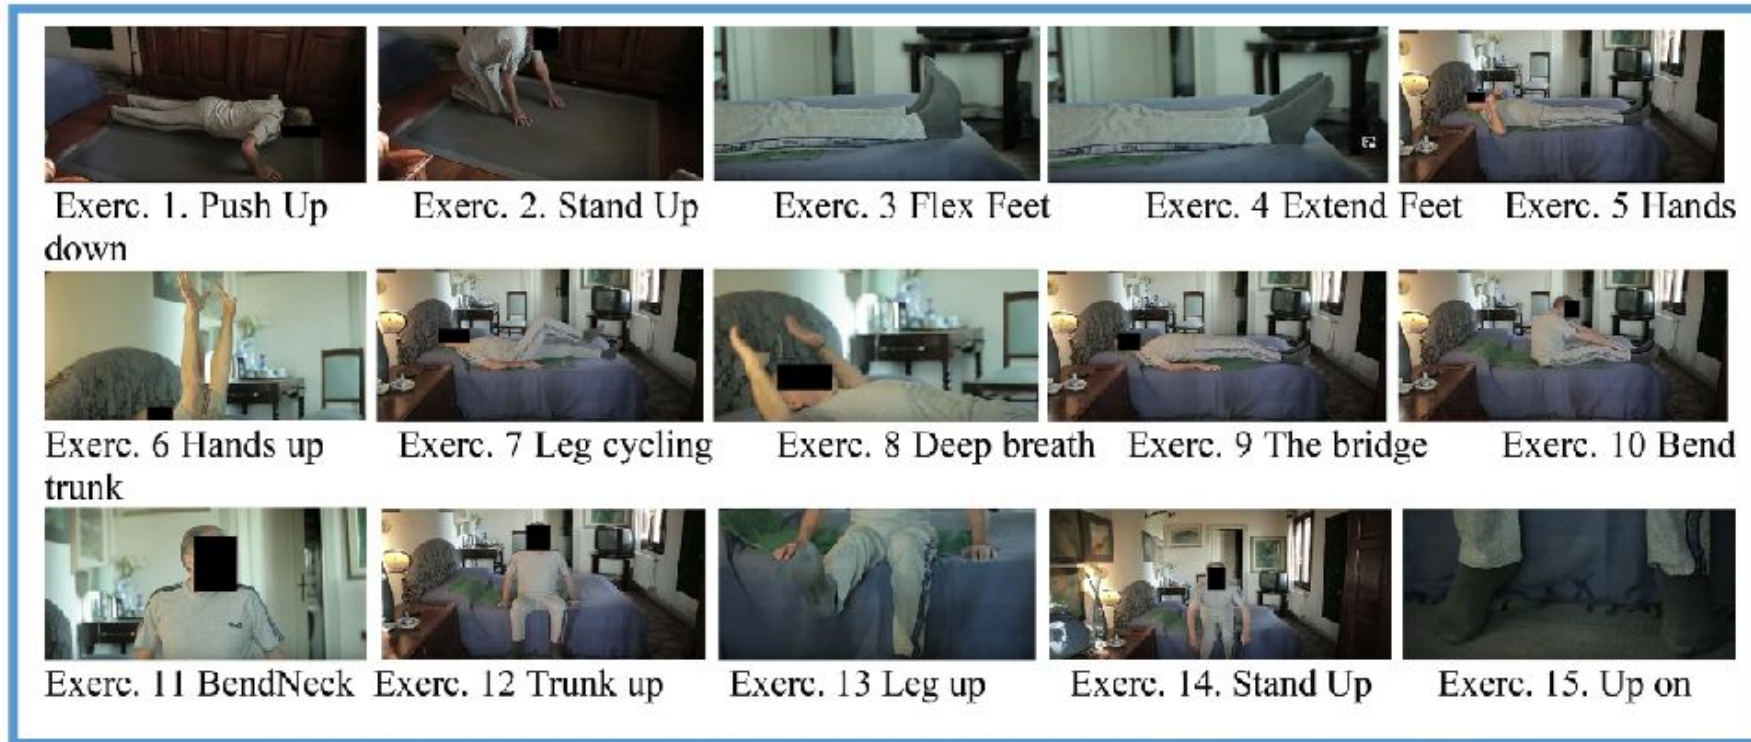 Exerc. 1. Push Up Exerc. 2. Stand Up Exerc. 3 Flex Feet Exerc. 4 Extend Feet Exerc. 5 Hands
down
Exerc. 6 Hands up Exerc. 7 Leg cycling Exerc. 8 Deep breath Exerc. 9 The bridge Exerc. 10 Bend
trunk
Exerc. 11 BendNeck Exerc. 12 Trunk up Exerc. 13 Leg up Exerc. 14. Stand Up Exerc. 15. Up on